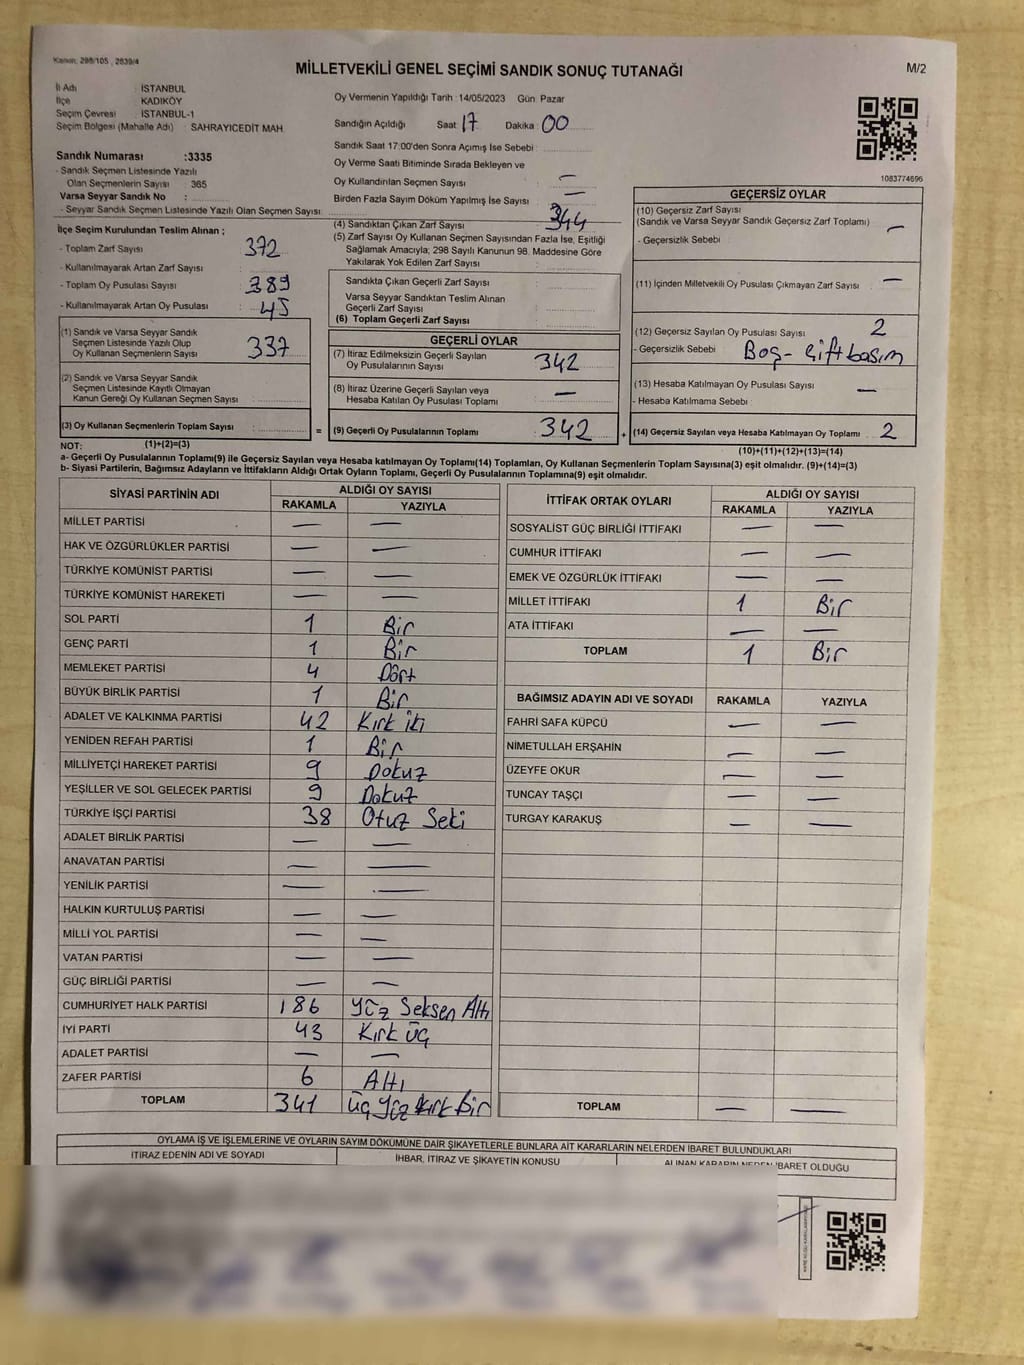 Kanun, 298/105 , 2839/4
MİLLETVEKİLİ GENEL SEÇİMİ SANDIK SONUÇ TUTANAĞI
M/2
İl Adı : İSTANBUL
İlçe : KADIKÖY
Seçim Çevresi : İSTANBUL-1
Seçim Bölgesi (Mahalle Adı) : SAHRAYICEDİT MAH
Sandık Numarası :3335
- Sandık Seçmen Listesinde Yazılı
Olan Seçmenlerin Sayısı : 365
Varsa Seyyar Sandık No :
- Seyyar Sandık Seçmen Listesinde Yazılı Olan Seçmen Sayısı:
Oy Vermenin Yapıldığı Tarih : 14/05/2023 Gün: Pazar
Sandığın Açıldığı Saat 17 Dakika 00
Sandık Saat 17:00'den Sonra Açımış İse Sebebi :
Oy Verme Saati Bitiminde Sırada Bekleyen ve
Oy Kullandırılan Seçmen Sayısı : —
Birden Fazla Sayım Döküm Yapılmış İse Sayısı : —
1083774696
İlçe Seçim Kurulundan Teslim Alınan ;
- Toplam Zarf Sayısı : 372
- Kullanılmayarak Artan Zarf Sayısı :
- Toplam Oy Pusulası Sayısı : 389
- Kullanılmayarak Artan Oy Pusulası : 45
(1) Sandık ve Varsa Seyyar Sandık
Seçmen Listesinde Yazılı Olup
Oy Kullanan Seçmenlerin Sayısı : 337
(2) Sandık ve Varsa Seyyar Sandık
Seçmen Listesinde Kayıtlı Olmayan
Kanun Gereği Oy Kullanan Seçmen Sayısı :
(3) Oy Kullanan Seçmenlerin Toplam Sayısı : =
(4) Sandıktan Çıkan Zarf Sayısı : 344
(5) Zarf Sayısı Oy Kullanan Seçmen Sayısından Fazla İse, Eşitliği
Sağlamak Amacıyla; 298 Sayılı Kanunun 98. Maddesine Göre
Yakılarak Yok Edilen Zarf Sayısı :
Sandıkta Çıkan Geçerli Zarf Sayısı :
Varsa Seyyar Sandıktan Teslim Alınan
Geçerli Zarf Sayısı :
(6) Toplam Geçerli Zarf Sayısı :
GEÇERLİ OYLAR
(7) İtiraz Edilmeksizin Geçerli Sayılan
Oy Pusulalarının Sayısı : 342
(8) İtiraz Üzerine Geçerli Sayılan veya
Hesaba Katılan Oy Pusulası Toplamı : —
(9) Geçerli Oy Pusulalarının Toplamı : 342 +
GEÇERSİZ OYLAR
(10) Geçersiz Zarf Sayısı
(Sandık ve Varsa Seyyar Sandık Geçersiz Zarf Toplamı) : —
- Geçersizlik Sebebi :
(11) İçinden Milletvekili Oy Pusulası Çıkmayan Zarf Sayısı : —
(12) Geçersiz Sayılan Oy Pusulası Sayısı : 2
- Geçersizlik Sebebi : Boş - Çift basım
(13) Hesaba Katılmayan Oy Pusulası Sayısı : —
- Hesaba Katılmama Sebebi :
(14) Geçersiz Sayılan veya Hesaba Katılmayan Oy Toplamı : 2
NOT: (1)+(2)=(3) (10)+(11)+(12)+(13)=(14)
a- Geçerli Oy Pusulalarının Toplamı(9) ile Geçersiz Sayılan veya Hesaba katılmayan Oy Toplamı(14) Toplamları, Oy Kullanan Seçmenlerin Toplam Sayısına(3) eşit olmalıdır. (9)+(14)=(3)
b- Siyasi Partilerin, Bağımsız Adayların ve İttifakların Aldığı Ortak Oyların Toplamı, Geçerli Oy Pusulalarının Toplamına(9) eşit olmalıdır.
SİYASİ PARTİNİN ADI ALDIĞI OY SAYISI
RAKAMLA YAZIYLA
MİLLET PARTİSİ — —
HAK VE ÖZGÜRLÜKLER PARTİSİ — —
TÜRKİYE KOMÜNİST PARTİSİ — —
TÜRKİYE KOMÜNİST HAREKETİ — —
SOL PARTİ 1 Bir
GENÇ PARTİ 1 Bir
MEMLEKET PARTİSİ 4 Dört
BÜYÜK BİRLİK PARTİSİ 1 Bir
ADALET VE KALKINMA PARTİSİ 42 Kırk iki
YENİDEN REFAH PARTİSİ 1 Bir
MİLLİYETÇİ HAREKET PARTİSİ 9 Dokuz
YEŞİLLER VE SOL GELECEK PARTİSİ 9 Dokuz
TÜRKİYE İŞÇİ PARTİSİ 38 Otuz Seki
ADALET BİRLİK PARTİSİ — —
ANAVATAN PARTİSİ — —
YENİLİK PARTİSİ — —
HALKIN KURTULUŞ PARTİSİ — —
MİLLİ YOL PARTİSİ — —
VATAN PARTİSİ — —
GÜÇ BİRLİĞİ PARTİSİ — —
CUMHURİYET HALK PARTİSİ 186 Yüz Seksen Altı
İYİ PARTİ 43 Kırk üç
ADALET PARTİSİ — —
ZAFER PARTİSİ 6 Altı
TOPLAM 341 üç Yüz Kırk Bir
İTTİFAK ORTAK OYLARI ALDIĞI OY SAYISI
RAKAMLA YAZIYLA
SOSYALİST GÜÇ BİRLİĞİ İTTİFAKI — —
CUMHUR İTTİFAKI — —
EMEK VE ÖZGÜRLÜK İTTİFAKI — —
MİLLET İTTİFAKI 1 Bir
ATA İTTİFAKI — —
TOPLAM 1 Bir
BAĞIMSIZ ADAYIN ADI VE SOYADI RAKAMLA YAZIYLA
FAHRİ SAFA KÜPCÜ — —
NİMETULLAH ERŞAHİN — —
ÜZEYFE OKUR — —
TUNCAY TAŞÇI — —
TURGAY KARAKUŞ — —
TOPLAM — —
OYLAMA İŞ VE İŞLEMLERİNE VE OYLARIN SAYIM DÖKÜMÜNE DAİR ŞİKAYETLERLE BUNLARA AİT KARARLARIN NELERDEN İBARET BULUNDUKLARI
İTİRAZ EDENİN ADI VE SOYADI İHBAR, İTİRAZ VE ŞİKAYETİN KONUSU ALINAN KARARIN NEDEN İBARET OLDUĞU